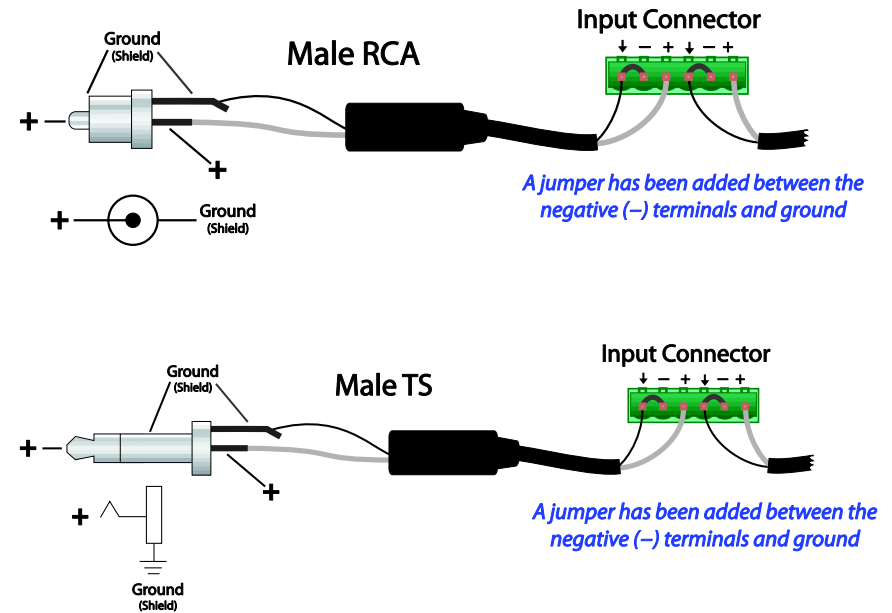 Input Connector
Male RCA
Ground
(Shield)
↓ − + ↓ − +
+
+
A jumper has been added between the
negative (−) terminals and ground
+
Ground
(Shield)
Input Connector
Male TS
Ground
(Shield)
↓ − + ↓ − +
+
+
A jumper has been added between the
negative (−) terminals and ground
+
Ground
(Shield)